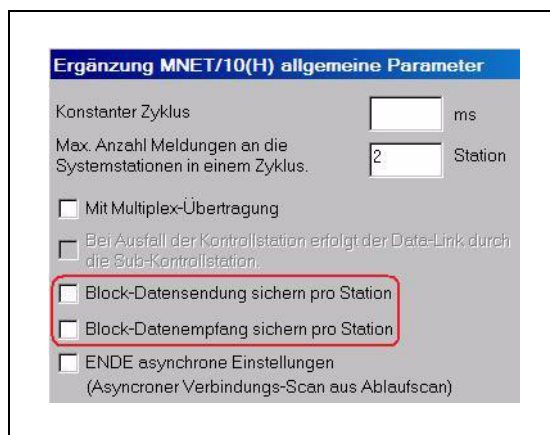 Ergänzung MNET/10(H) allgemeine Parameter
Konstanter Zyklus ms
Max. Anzahl Meldungen an die
Systemstationen in einem Zyklus. 2 Station
Mit Multiplex-Übertragung
Bei Ausfall der Kontrollstation erfolgt der Data-Link durch
die Sub-Kontrollstation.
Block-Datensendung sichern pro Station
Block-Datenempfang sichern pro Station
ENDE asynchrone Einstellungen
(Asyncroner Verbindungs-Scan aus Ablaufscan)